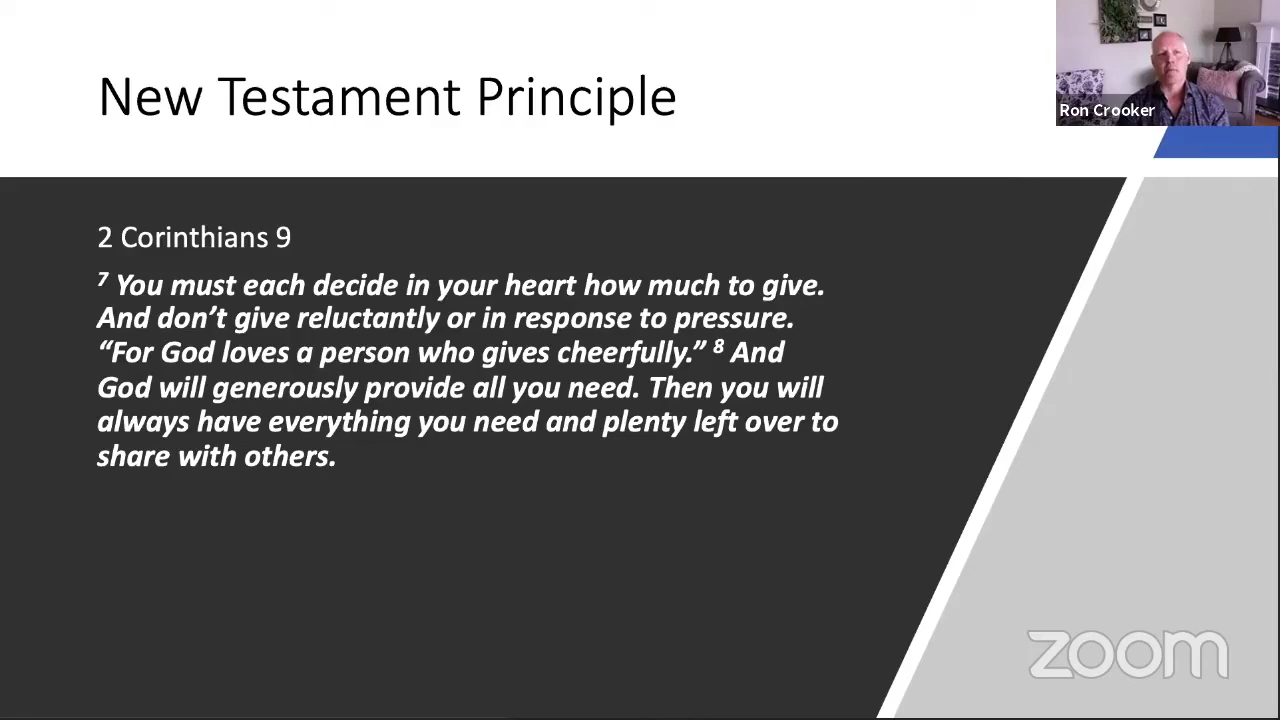 New Testament Principle
Ron Crooker
2 Corinthians 9
7 You must each decide in your heart how much to give.
And don’t give reluctantly or in response to pressure.
“For God loves a person who gives cheerfully.” 8 And
God will generously provide all you need. Then you will
always have everything you need and plenty left over to
share with others.
zoom